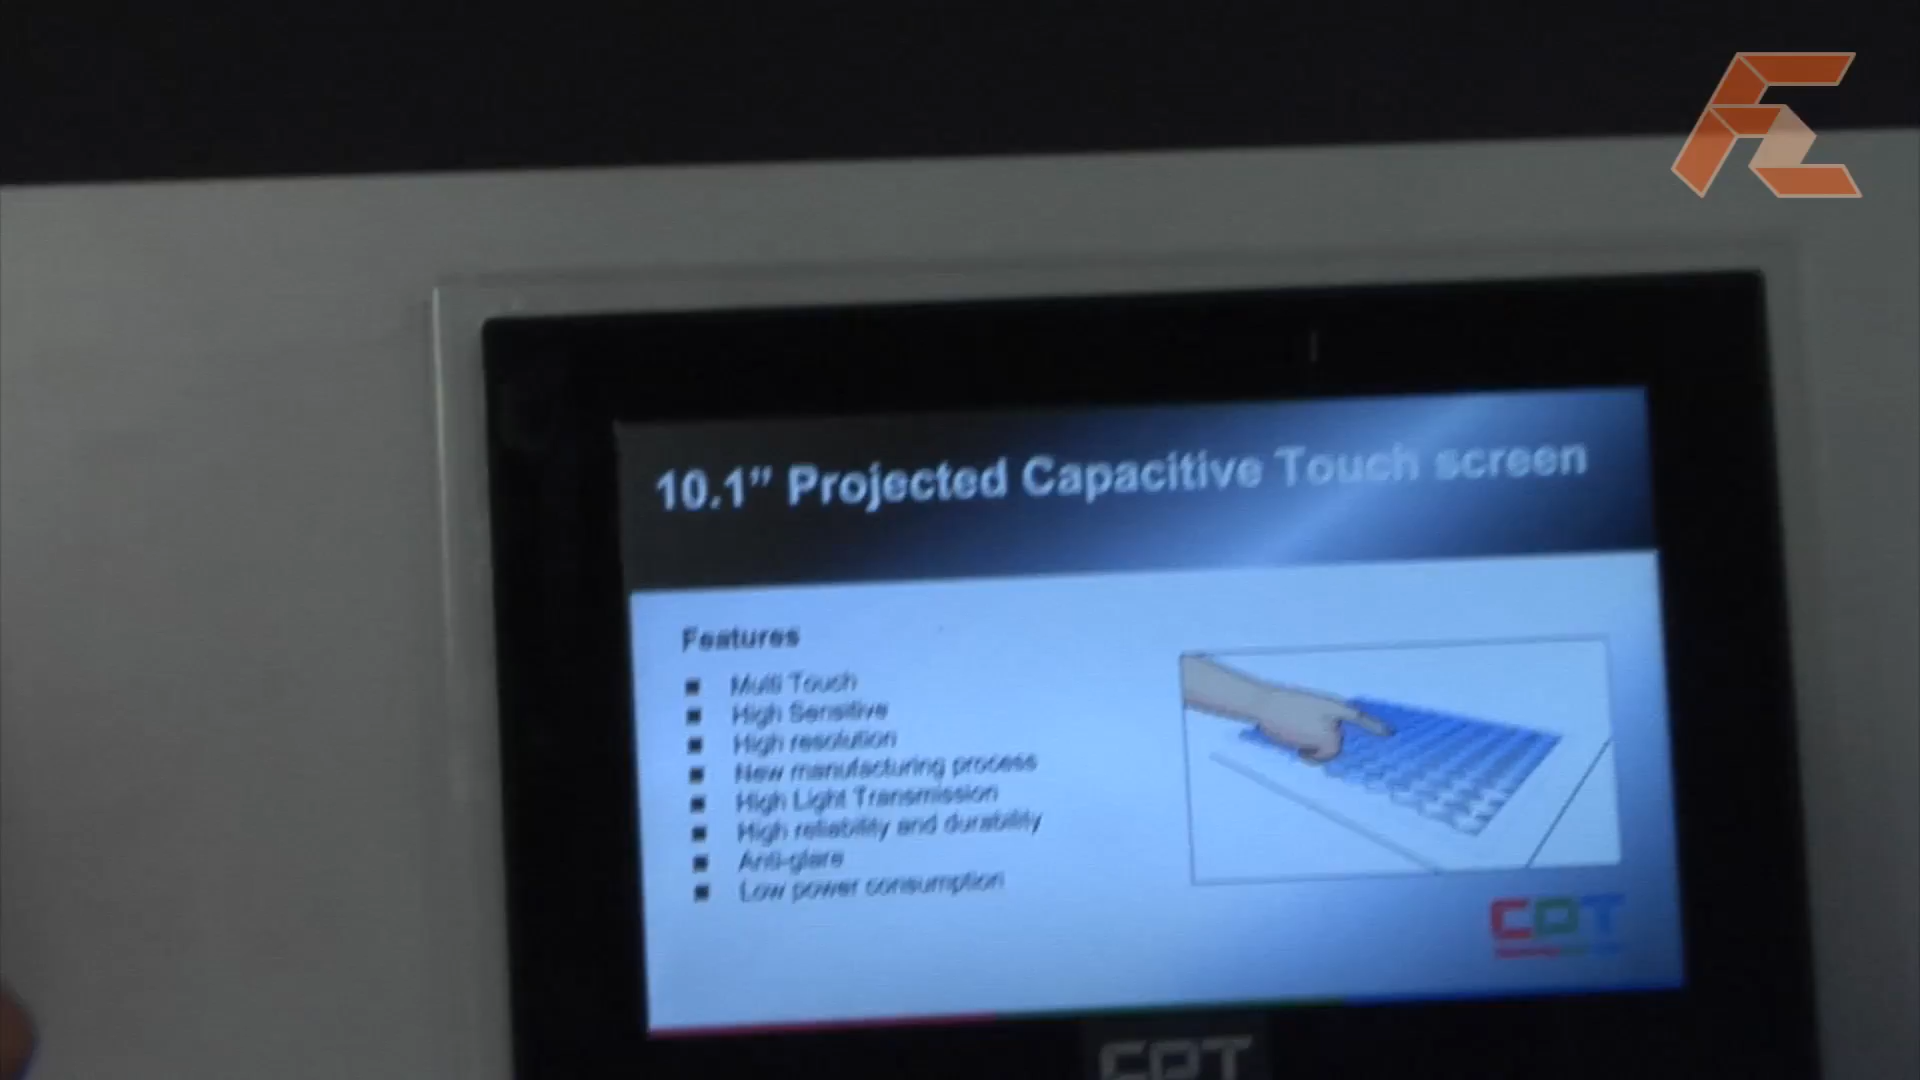 10.1” Projected Capacitive Touch screen
Features
■ Multi Touch
■ High Sensitive
■ High resolution
■ New manufacturing process
■ High Light Transmission
■ High reliability and durability
■ Anti-glare
■ Low power consumption
CPT
CPT